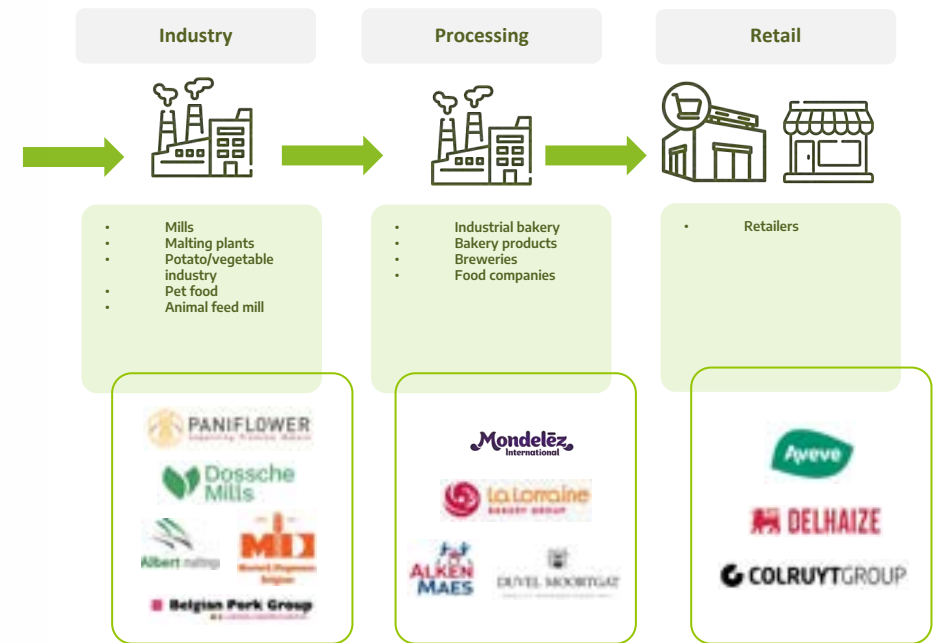 Industry
Processing
Retail
• Mills
• Malting plants
• Potato/vegetable
industry
• Pet food
• Animal feed mill
• Industrial bakery
• Bakery products
• Breweries
• Food companies
• Retailers
PANIFLOWER
Dossche
Mills
Albert
MD
Belgian Pork Group
Mondelēz
International
La Lorraine
BAKERY GROUP
ALKEN
MAES
DUVEL MOORTGAT
Aveve
DELHAIZE
COLRUYTGROUP